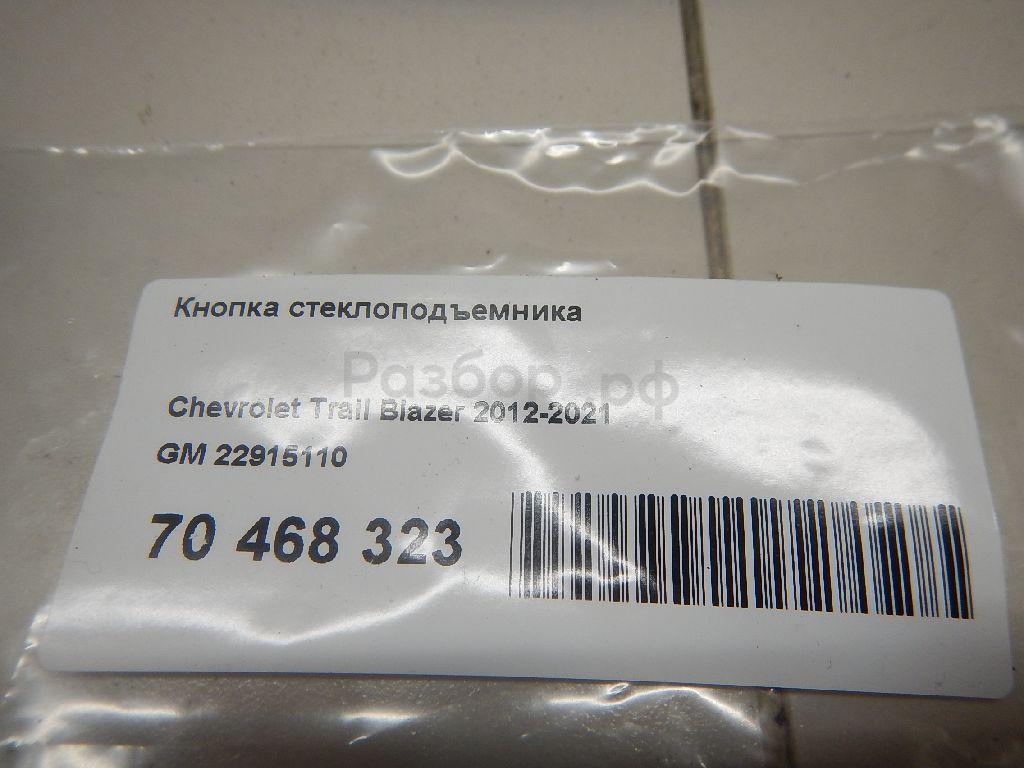 Кнопка стеклоподъемника
Разбор.рф
Chevrolet Trail Blazer 2012-2021
GM 22915110
70 468 323